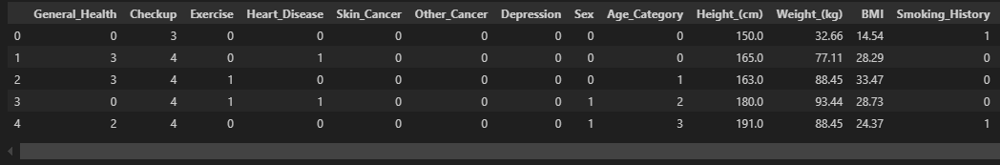 General_Health Checkup Exercise Heart_Disease Skin_Cancer Other_Cancer Depression Sex Age_Category Height_(cm) Weight_(kg) BMI Smoking_History
0 0 3 0 0 0 0 0 0 0 150.0 32.66 14.54 1
1 3 4 0 1 0 0 0 0 0 165.0 77.11 28.29 0
2 3 4 1 0 0 0 0 0 1 163.0 88.45 33.47 0
3 0 4 1 1 0 0 0 1 2 180.0 93.44 28.73 0
4 2 4 0 0 0 0 0 1 3 191.0 88.45 24.37 1